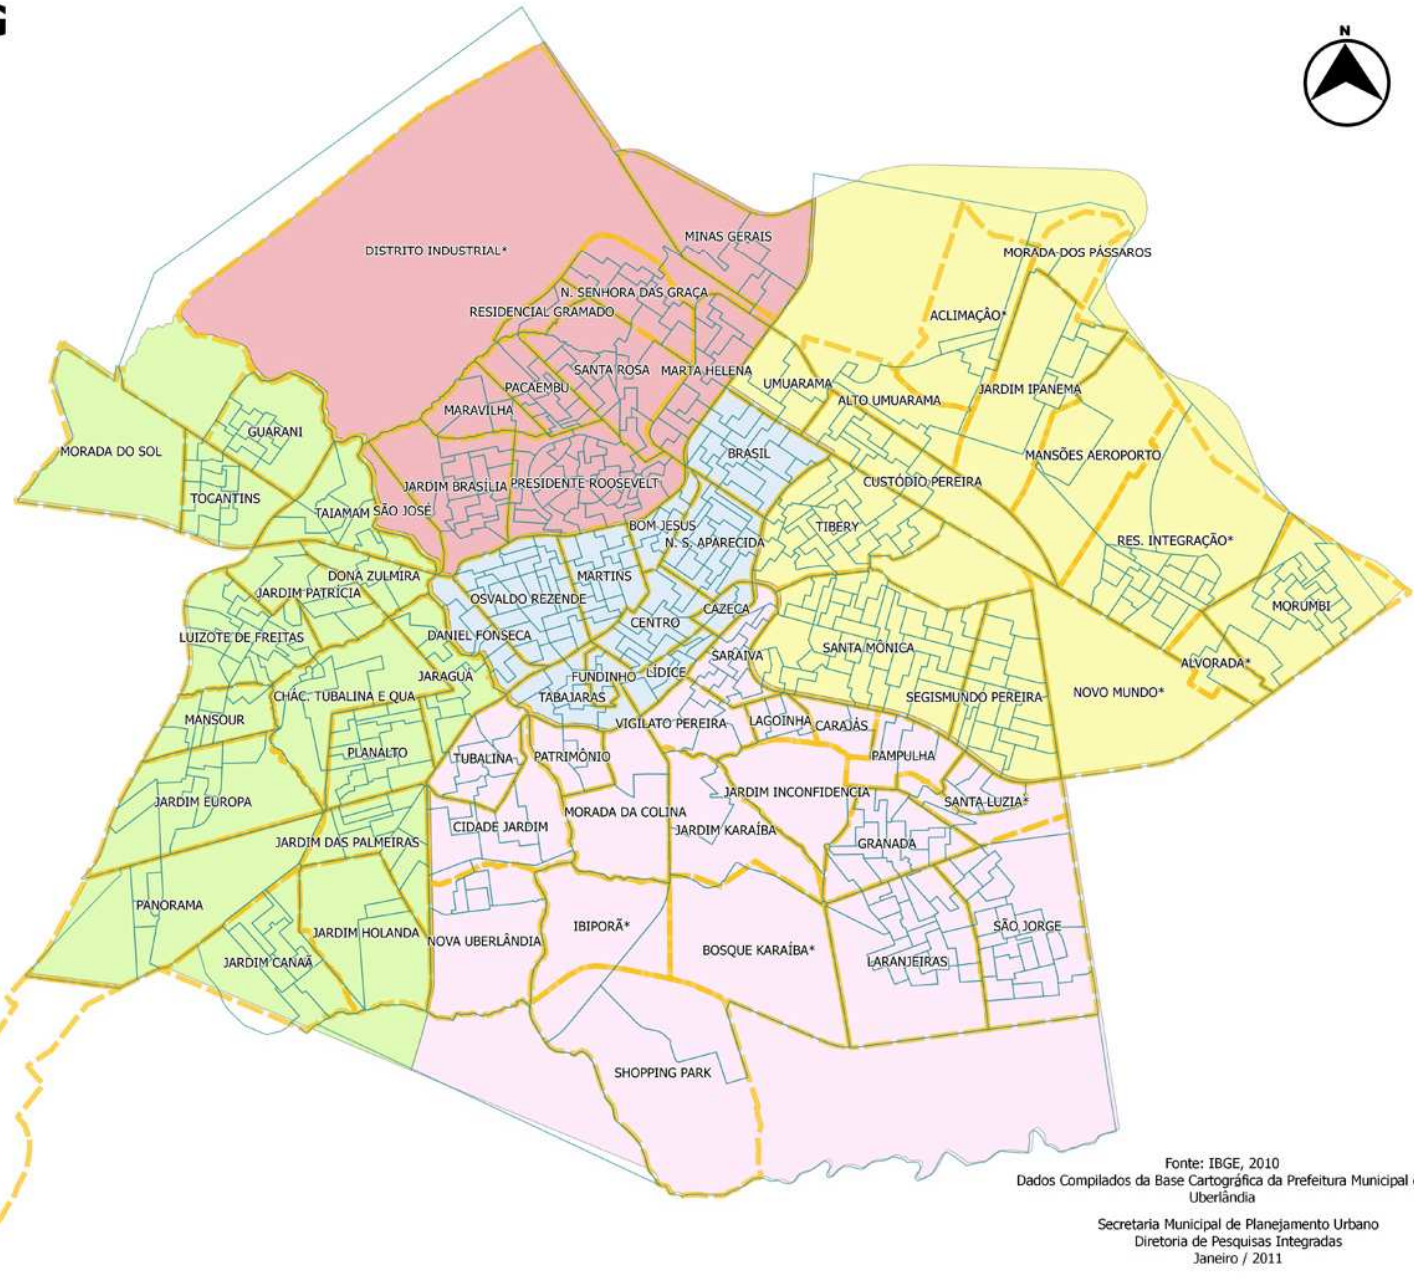 G
N
DISTRITO INDUSTRIAL*
MINAS GERAIS
MORADA DOS PÁSSAROS
N. SENHORA DAS GRAÇA
RESIDENCIAL GRAMADO
ACLIMAÇÃO*
SANTA ROSA
MARTA HELENA
PACAEMBU
UMUARAMA
ALTO UMUARAMA
JARDIM IPANEMA
MARAVILHA
GUARANI
MORADA DO SOL
BRASIL
MANSÕES AEROPORTO
JARDIM BRASÍLIA
PRESIDENTE ROOSEVELT
CUSTÓDIO PEREIRA
TOCANTINS
TAIAMAM
SÃO JOSÉ
BOM JESUS
TIBERY
N. S. APARECIDA
RES. INTEGRAÇÃO*
DONA ZULMIRA
MARTINS
JARDIM PATRÍCIA
OSVALDO REZENDE
CAZECA
MORUMBI
CENTRO
LUIZOTE DE FREITAS
DANIEL FONSECA
SARAIVA
SANTA MÔNICA
ALVORADA*
JARAGUÁ
FUNDINHO
LÍDICE
CHÁC. TUBALINA E QUA
TABAJARAS
SEGISMUNDO PEREIRA
NOVO MUNDO*
MANSOUR
VIGILATO PEREIRA
LAGOINHA
CARAJÁS
PLANALTO
TUBALINA
PATRIMÔNIO
PAMPULHA
JARDIM EUROPA
JARDIM INCONFIDENCIA
SANTA LUZIA*
MORADA DA COLINA
CIDADE JARDIM
JARDIM KARAÍBA
JARDIM DAS PALMEIRAS
GRANADA
PANORAMA
IBIPORÃ*
SÃO JORGE
JARDIM HOLANDA
NOVA UBERLÂNDIA
BOSQUE KARAÍBA*
JARDIM CANAÃ
LARANJEIRAS
SHOPPING PARK
Fonte: IBGE, 2010
Dados Compilados da Base Cartográfica da Prefeitura Municipal
Uberlândia
Secretaria Municipal de Planejamento Urbano
Diretoria de Pesquisas Integradas
Janeiro / 2011